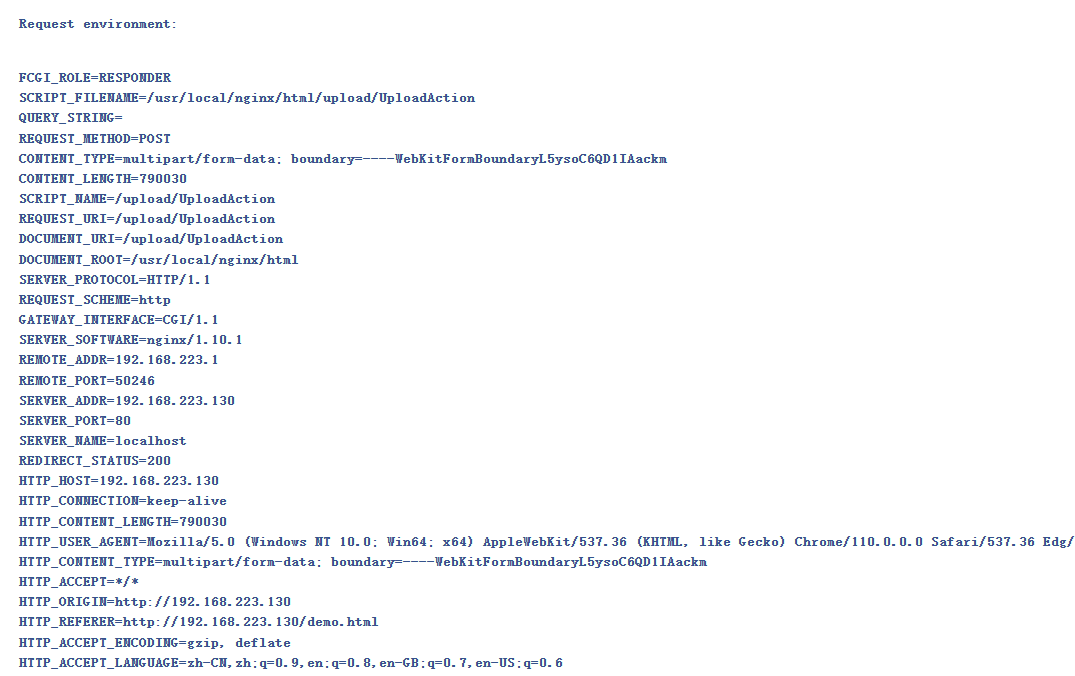 Request environment:
FCGI_ROLE=RESPONDER
SCRIPT_FILENAME=/usr/local/nginx/html/upload/UploadAction
QUERY_STRING=
REQUEST_METHOD=POST
CONTENT_TYPE=multipart/form-data; boundary=----WebKitFormBoundaryL5ysoC6QD1IAackm
CONTENT_LENGTH=790030
SCRIPT_NAME=/upload/UploadAction
REQUEST_URI=/upload/UploadAction
DOCUMENT_URI=/upload/UploadAction
DOCUMENT_ROOT=/usr/local/nginx/html
SERVER_PROTOCOL=HTTP/1.1
REQUEST_SCHEME=http
GATEWAY_INTERFACE=CGI/1.1
SERVER_SOFTWARE=nginx/1.10.1
REMOTE_ADDR=192.168.223.1
REMOTE_PORT=50246
SERVER_ADDR=192.168.223.130
SERVER_PORT=80
SERVER_NAME=localhost
REDIRECT_STATUS=200
HTTP_HOST=192.168.223.130
HTTP_CONNECTION=keep-alive
HTTP_CONTENT_LENGTH=790030
HTTP_USER_AGENT=Mozilla/5.0 (Windows NT 10.0; Win64; x64) AppleWebKit/537.36 (KHTML, like Gecko) Chrome/110.0.0.0 Safari/537.36 Edg/
HTTP_CONTENT_TYPE=multipart/form-data; boundary=----WebKitFormBoundaryL5ysoC6QD1IAackm
HTTP_ACCEPT=*/*
HTTP_ORIGIN=http://192.168.223.130
HTTP_REFERER=http://192.168.223.130/demo.html
HTTP_ACCEPT_ENCODING=gzip, deflate
HTTP_ACCEPT_LANGUAGE=zh-CN,zh;q=0.9,en;q=0.8,en-GB;q=0.7,en-US;q=0.6